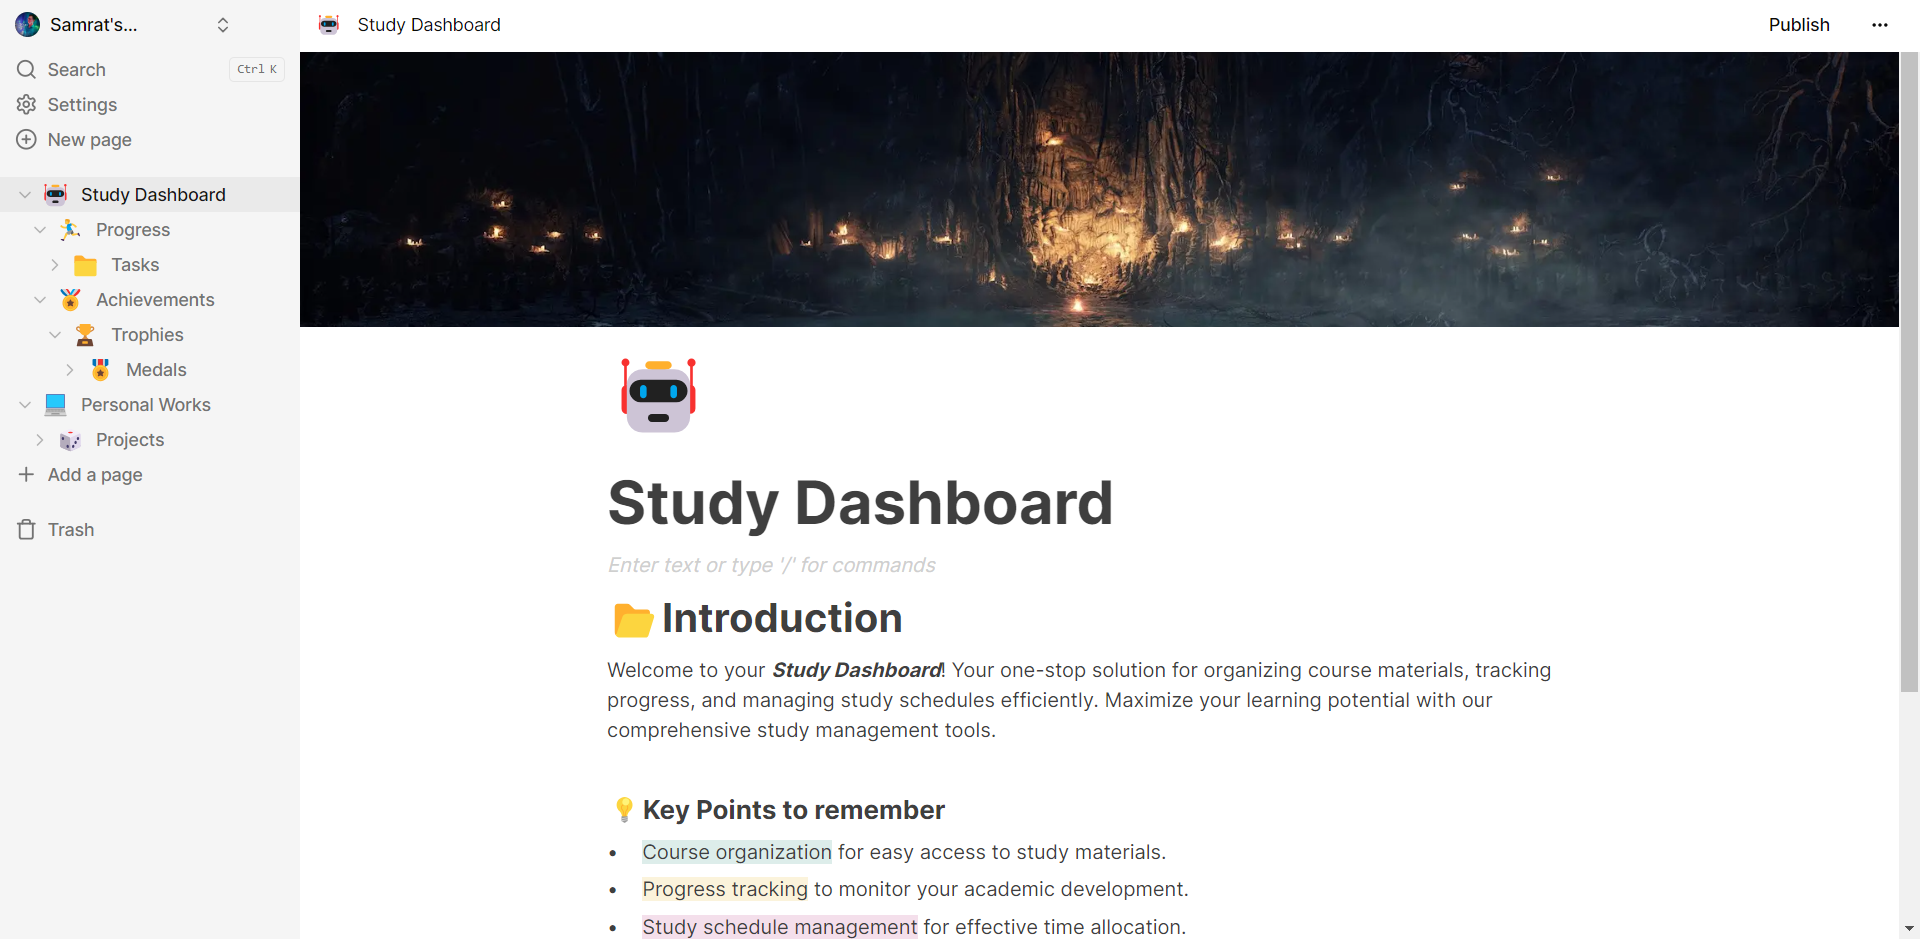 Samrat's...
Search
Ctrl K
Settings
New page
Study Dashboard
Progress
Tasks
Achievements
Trophies
Medals
Personal Works
Projects
Add a page
Trash
Study Dashboard
Publish
Study Dashboard
Enter text or type '/' for commands
Introduction
Welcome to your Study Dashboard! Your one-stop solution for organizing course materials, tracking
progress, and managing study schedules efficiently. Maximize your learning potential with our
comprehensive study management tools.
Key Points to remember
• Course organization for easy access to study materials.
• Progress tracking to monitor your academic development.
• Study schedule management for effective time allocation.